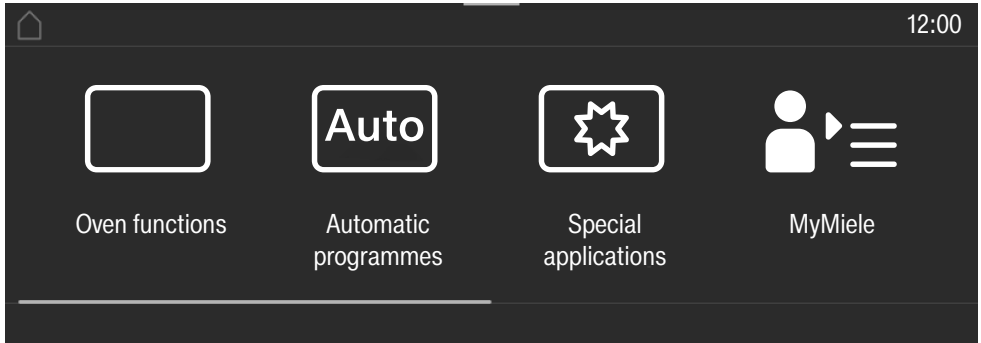 12:00
Auto
Oven functions
Automatic
programmes
Special
applications
MyMiele